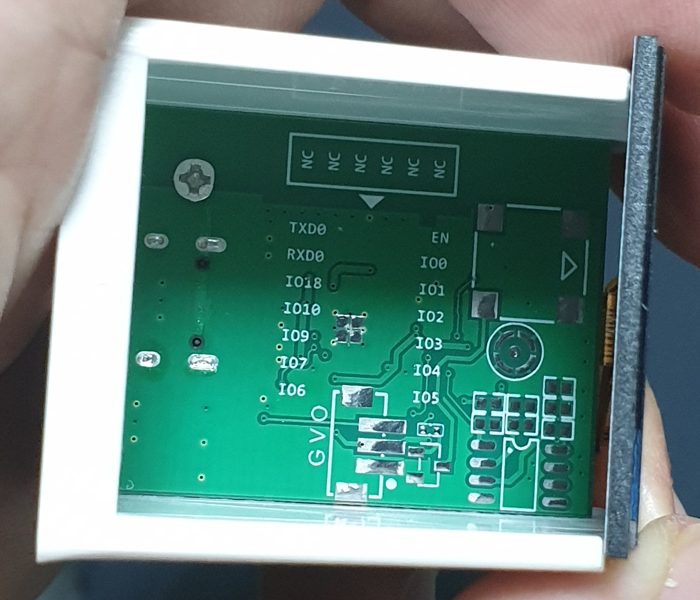 NC NC NC NC NC NC
TXD0
RXD0
IO18
IO10
IO9
IO7
IO6
EN
IO0
IO1
IO2
IO3
IO4
IO5
GVO